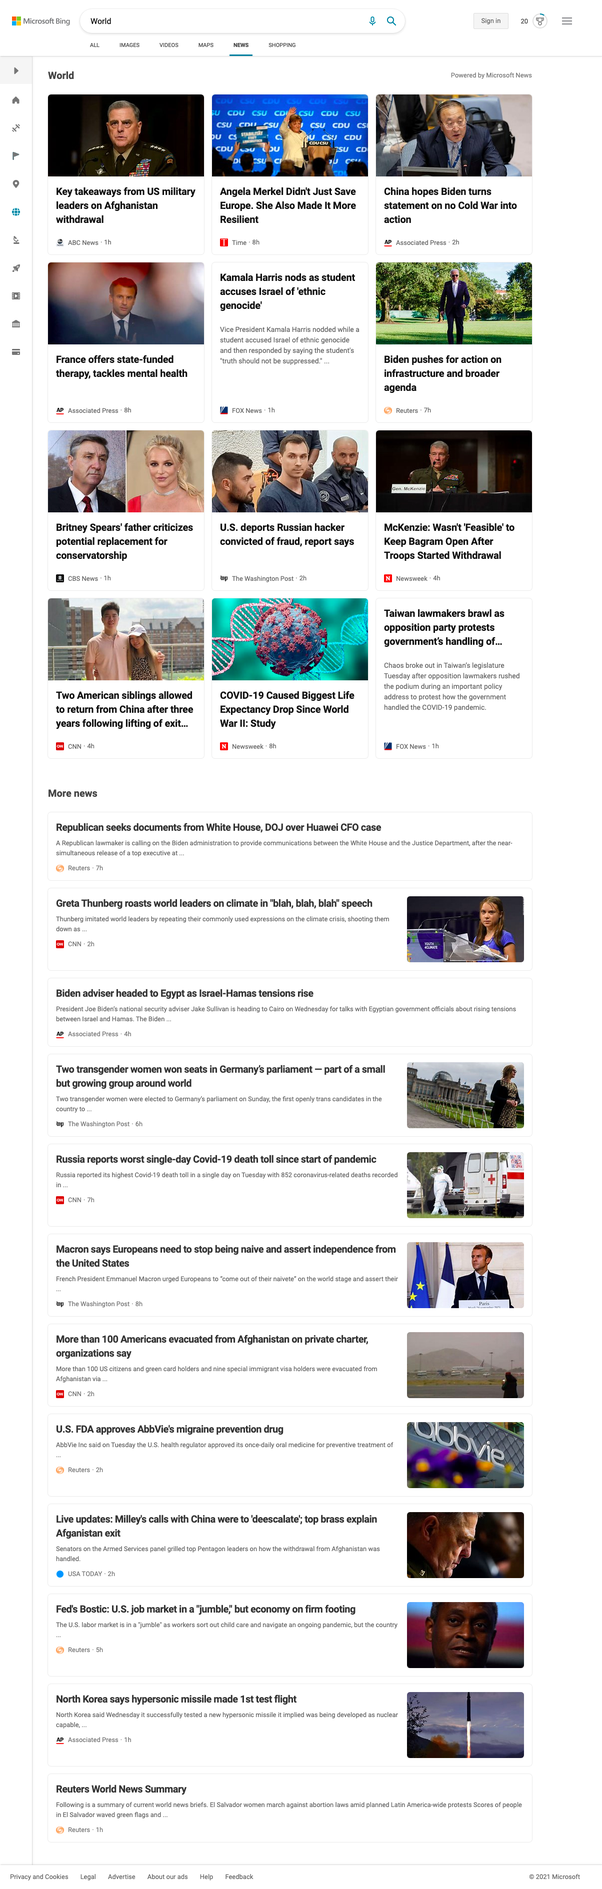 Microsoft Bing
World
Sign in
20
ALL IMAGES VIDEOS MAPS NEWS SHOPPING
World
Powered by Microsoft News
Key takeaways from US military
leaders on Afghanistan
withdrawal
ABC News · 1h
Angela Merkel Didn't Just Save
Europe. She Also Made It More
Resilient
Time · 8h
China hopes Biden turns
statement on no Cold War into
action
AP Associated Press · 2h
France offers state-funded
therapy, tackles mental health
AP Associated Press · 8h
Kamala Harris nods as student
accuses Israel of 'ethnic
genocide'
Vice President Kamala Harris nodded while a
student accused Israel of ethnic genocide
and then responded by saying the student's
"truth should not be suppressed." ...
FOX News · 1h
Biden pushes for action on
infrastructure and broader
agenda
Reuters · 7h
Britney Spears' father criticizes
potential replacement for
conservatorship
CBS News · 1h
U.S. deports Russian hacker
convicted of fraud, report says
wp The Washington Post · 2h
Gen. McKenzie
McKenzie: Wasn't 'Feasible' to
Keep Bagram Open After
Troops Started Withdrawal
N Newsweek · 4h
Two American siblings allowed
to return from China after three
years following lifting of exit...
CNN CNN · 4h
COVID-19 Caused Biggest Life
Expectancy Drop Since World
War II: Study
N Newsweek · 8h
Taiwan lawmakers brawl as
opposition party protests
government's handling of...
Chaos broke out in Taiwan's legislature
Tuesday after opposition lawmakers rushed
the podium during an important policy
address to protest how the government
handled the COVID-19 pandemic.
FOX News · 1h
More news
Republican seeks documents from White House, DOJ over Huawei CFO case
A Republican lawmaker is calling on the Biden administration to provide communications between the White House and the Justice Department, after the near-
simultaneous release of a top executive at ...
Reuters · 7h
Greta Thunberg roasts world leaders on climate in "blah, blah, blah" speech
Thunberg imitated world leaders by repeating their commonly used expressions on the climate crisis, shooting them
down as ...
CNN CNN · 2h
Biden adviser headed to Egypt as Israel-Hamas tensions rise
President Joe Biden's national security adviser Jake Sullivan is heading to Cairo on Wednesday for talks with Egyptian government officials about rising tensions
between Israel and Hamas. The Biden ...
AP Associated Press · 4h
Two transgender women won seats in Germany's parliament — part of a small
but growing group around world
Two transgender women were elected to Germany's parliament on Sunday, the first openly trans candidates in the
country to ...
wp The Washington Post · 6h
Russia reports worst single-day Covid-19 death toll since start of pandemic
Russia reported its highest Covid-19 death toll in a single day on Tuesday with 852 coronavirus-related deaths recorded
in ...
CNN CNN · 7h
Macron says Europeans need to stop being naive and assert independence from
the United States
French President Emmanuel Macron urged Europeans to "come out of their naivete" on the world stage and assert their
...
wp The Washington Post · 8h
Paris
More than 100 Americans evacuated from Afghanistan on private charter,
organizations say
More than 100 US citizens and green card holders and nine special immigrant visa holders were evacuated from
Afghanistan via ...
CNN CNN · 2h
U.S. FDA approves AbbVie's migraine prevention drug
AbbVie Inc said on Tuesday the U.S. health regulator approved its once-daily oral medicine for preventive treatment of
...
Reuters · 2h
abbvie
Live updates: Milley's calls with China were to 'deescalate'; top brass explain
Afganistan exit
Senators on the Armed Services panel grilled top Pentagon leaders on how the withdrawal from Afghanistan was
handled.
USA TODAY · 2h
Fed's Bostic: U.S. job market in a "jumble," but economy on firm footing
The U.S. labor market is in a "jumble" as workers sort out child care and navigate an ongoing pandemic, but the country
...
Reuters · 5h
North Korea says hypersonic missile made 1st test flight
North Korea said Wednesday it successfully tested a new hypersonic missile it implied was being developed as nuclear
capable, ...
AP Associated Press · 1h
Reuters World News Summary
Following is a summary of current world news briefs. El Salvador women march against abortion laws amid planned Latin America-wide protests Scores of people
in El Salvador waved green flags and ...
Reuters · 1h
Privacy and Cookies Legal Advertise About our ads Help Feedback
© 2021 Microsoft